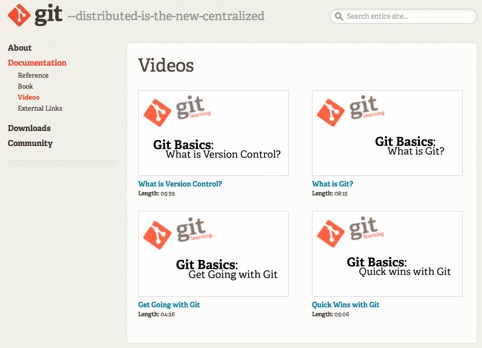 git --distributed-is-the-new-centralized
Search entire site...
About
Documentation
Reference
Book
Videos
External Links
Downloads
Community
Videos
git
learning
Git Basics:
What is Version Control?
What is Version Control?
Length: 05:59
git
learning
Git Basics:
What is Git?
What is Git?
Length: 08:15
git
learning
Git Basics:
Get Going with Git
Get Going with Git
Length: 04:26
git
learning
Git Basics:
Quick wins with Git
Quick Wins with Git
Length: 05:06